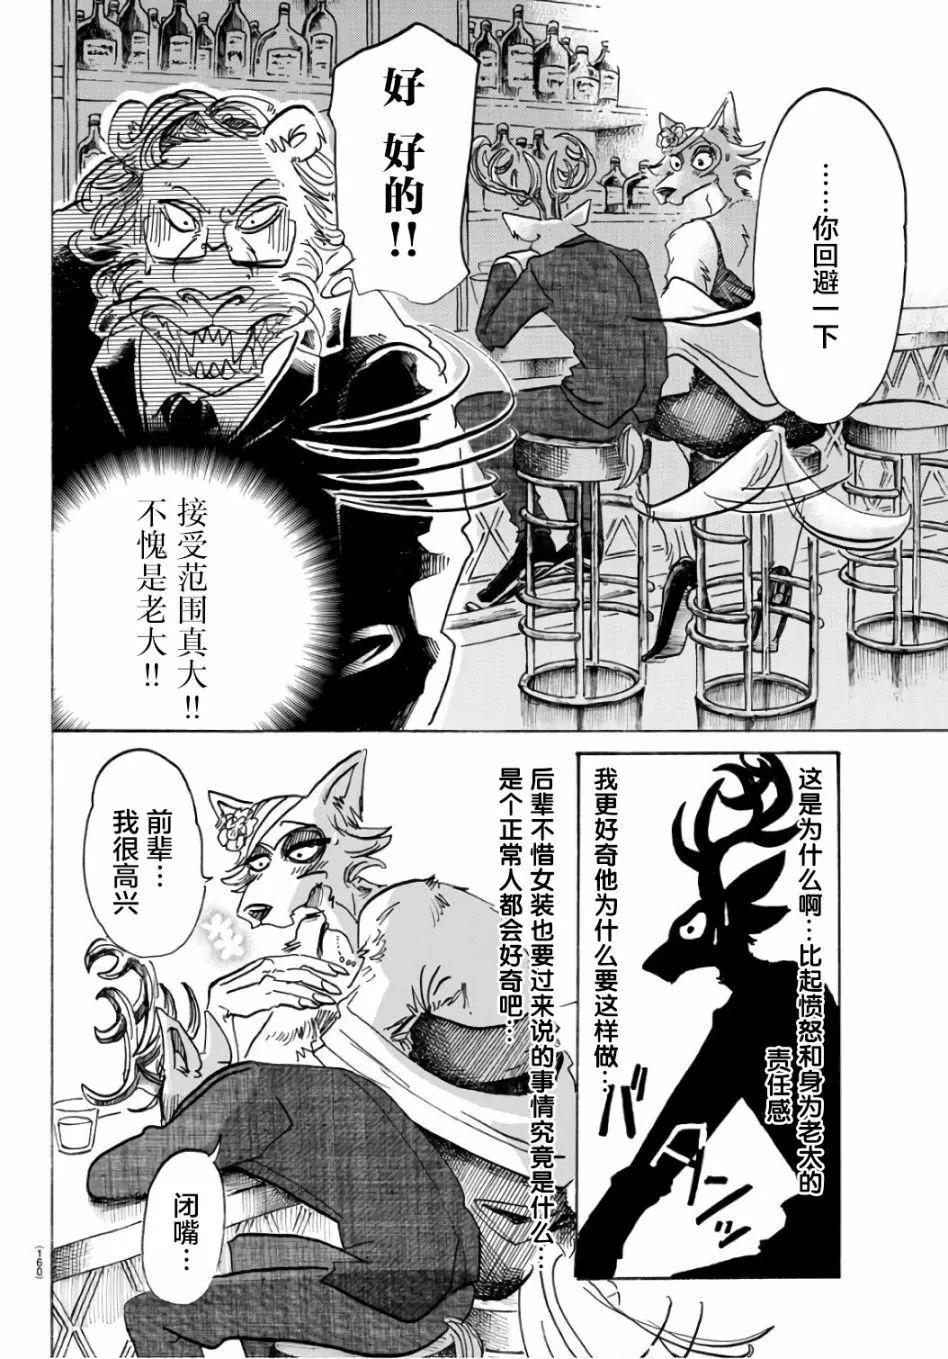 ……你回避一下
好 好的!!
接受范围真大!!
不愧是老大!!
这是为什么啊…比起愤怒和身为老大的
责任感
我更好奇他为什么要这样做…
后辈不惜女装也要过来说的事情究竟是什么…
是个正常人都会好奇吧…
前辈…
我很高兴
闭嘴…
(160)